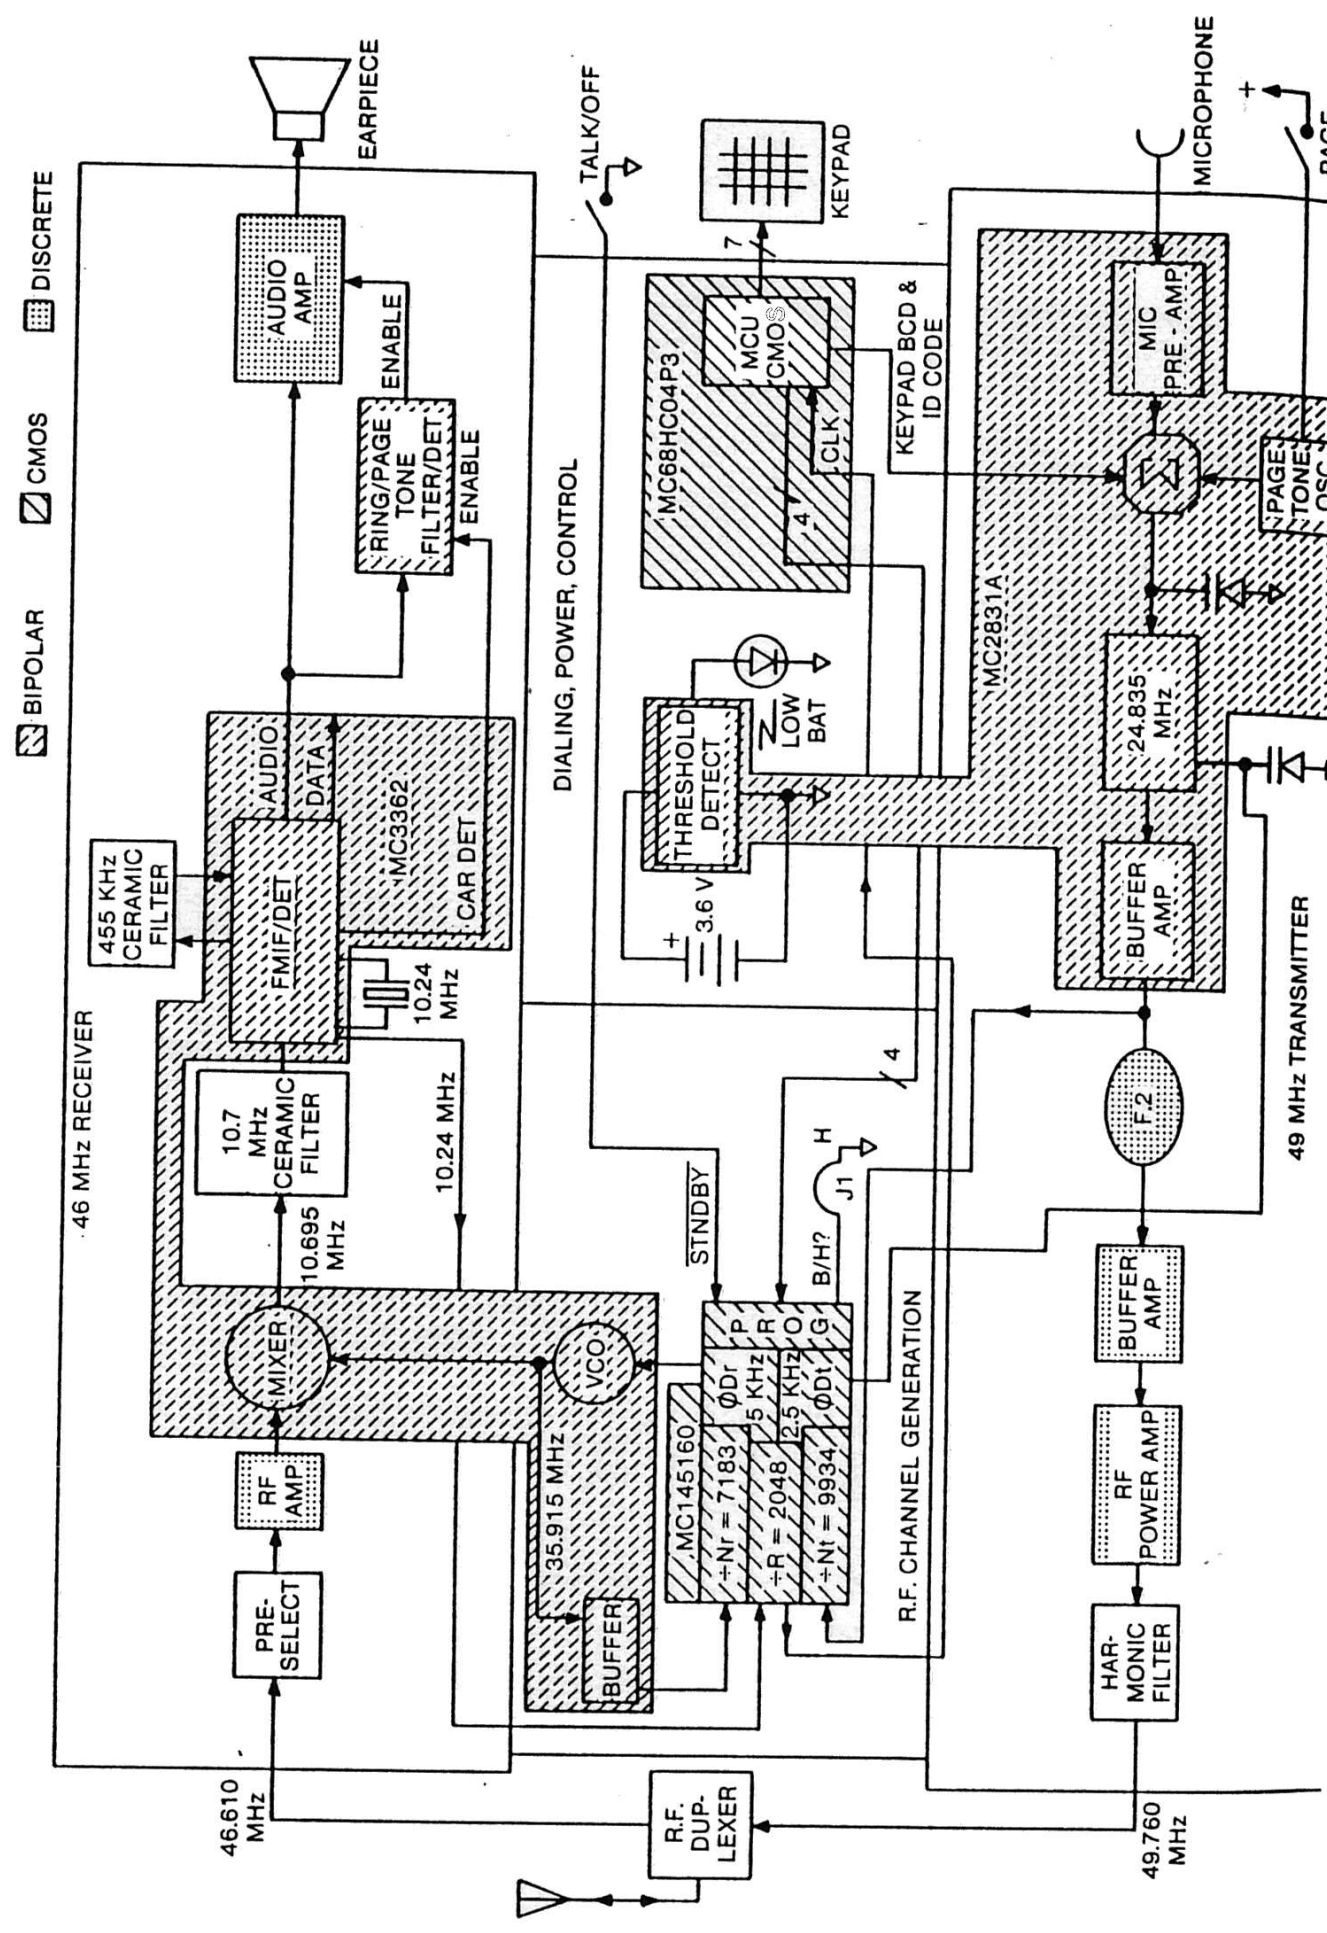 BIPOLAR
CMOS
DISCRETE
46 MHz RECEIVER
455 KHz
CERAMIC
FILTER
EARPIECE
AUDIO
AMP
ENABLE
RING/PAGE
TONE
FILTER/DET
ENABLE
AUDIO
DATA
MC3362
CAR DET
FMIF/DET
10.24
MHz
10.7
MHz
CERAMIC
FILTER
10.24 MHz
10.695
MHz
MIXER
RF
AMP
PRE-
SELECT
46.610
MHz
VCO
35.915 MHz
BUFFER
DIALING, POWER, CONTROL
TALK/OFF
KEYPAD
7
MC68HC04P3
MCU
CMOS
CLK
4
KEYPAD BCD &
ID CODE
THRESHOLD
DETECT
LOW
BAT
+
3.6 V
4
STNDBY
B/H?
J1
H
PROG
MC145160
ΦDr
5 KHz
2.5 KHz
ΦDt
÷Nr = 7183
÷R = 2048
÷Nt = 9934
R.F. CHANNEL GENERATION
R.F.
DUP-
LEXER
MICROPHONE
+
MIC
PRE - AMP
PAGE
TONE
OSC
MC2831A
24.835
MHz
BUFFER
AMP
F.2
49 MHz TRANSMITTER
BUFFER
AMP
RF
POWER AMP
HAR-
MONIC
FILTER
49.760
MHz